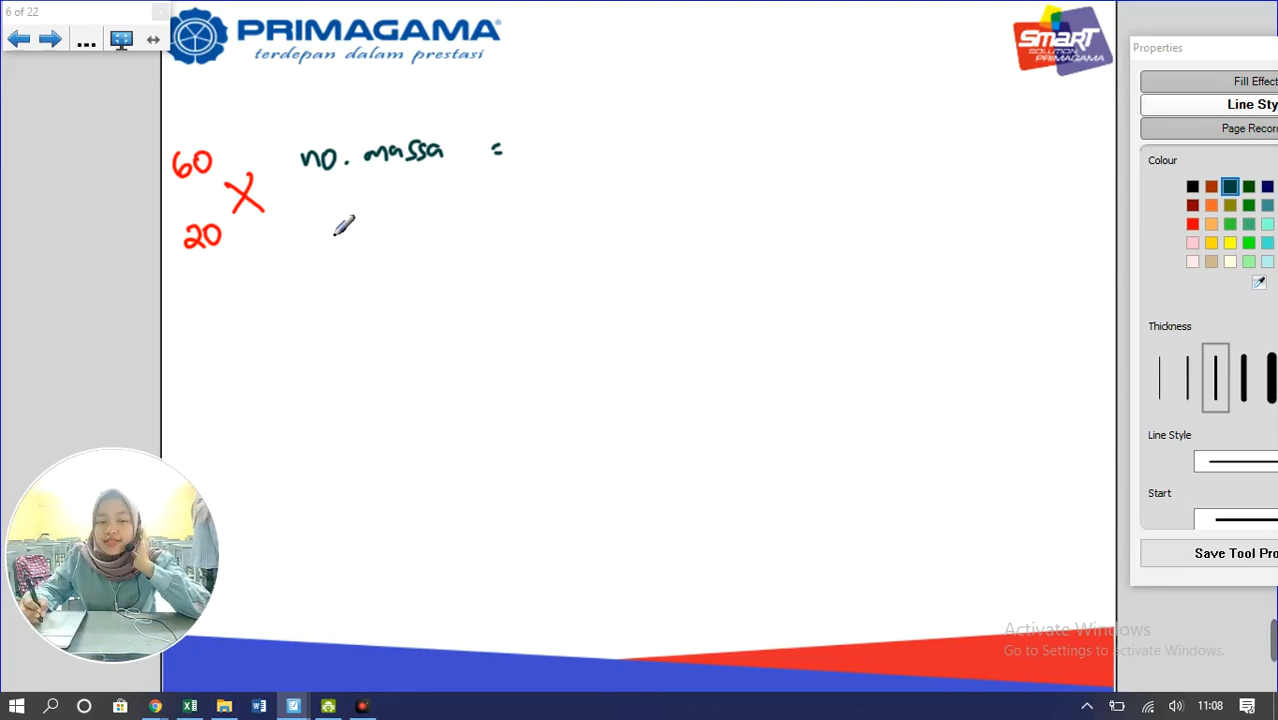 6 of 22
PRIMAGAMA®
terdepan dalam prestasi
SmarT
SOLUTION
PRIMAGAMA
Properties
Fill Effect
Line Sty
Page Recor
Colour
Thickness
Line Style
Start
Save Tool Pro
60
X
20
no. massa =
Activate Windows
Go to Settings to activate Windows.
11:08